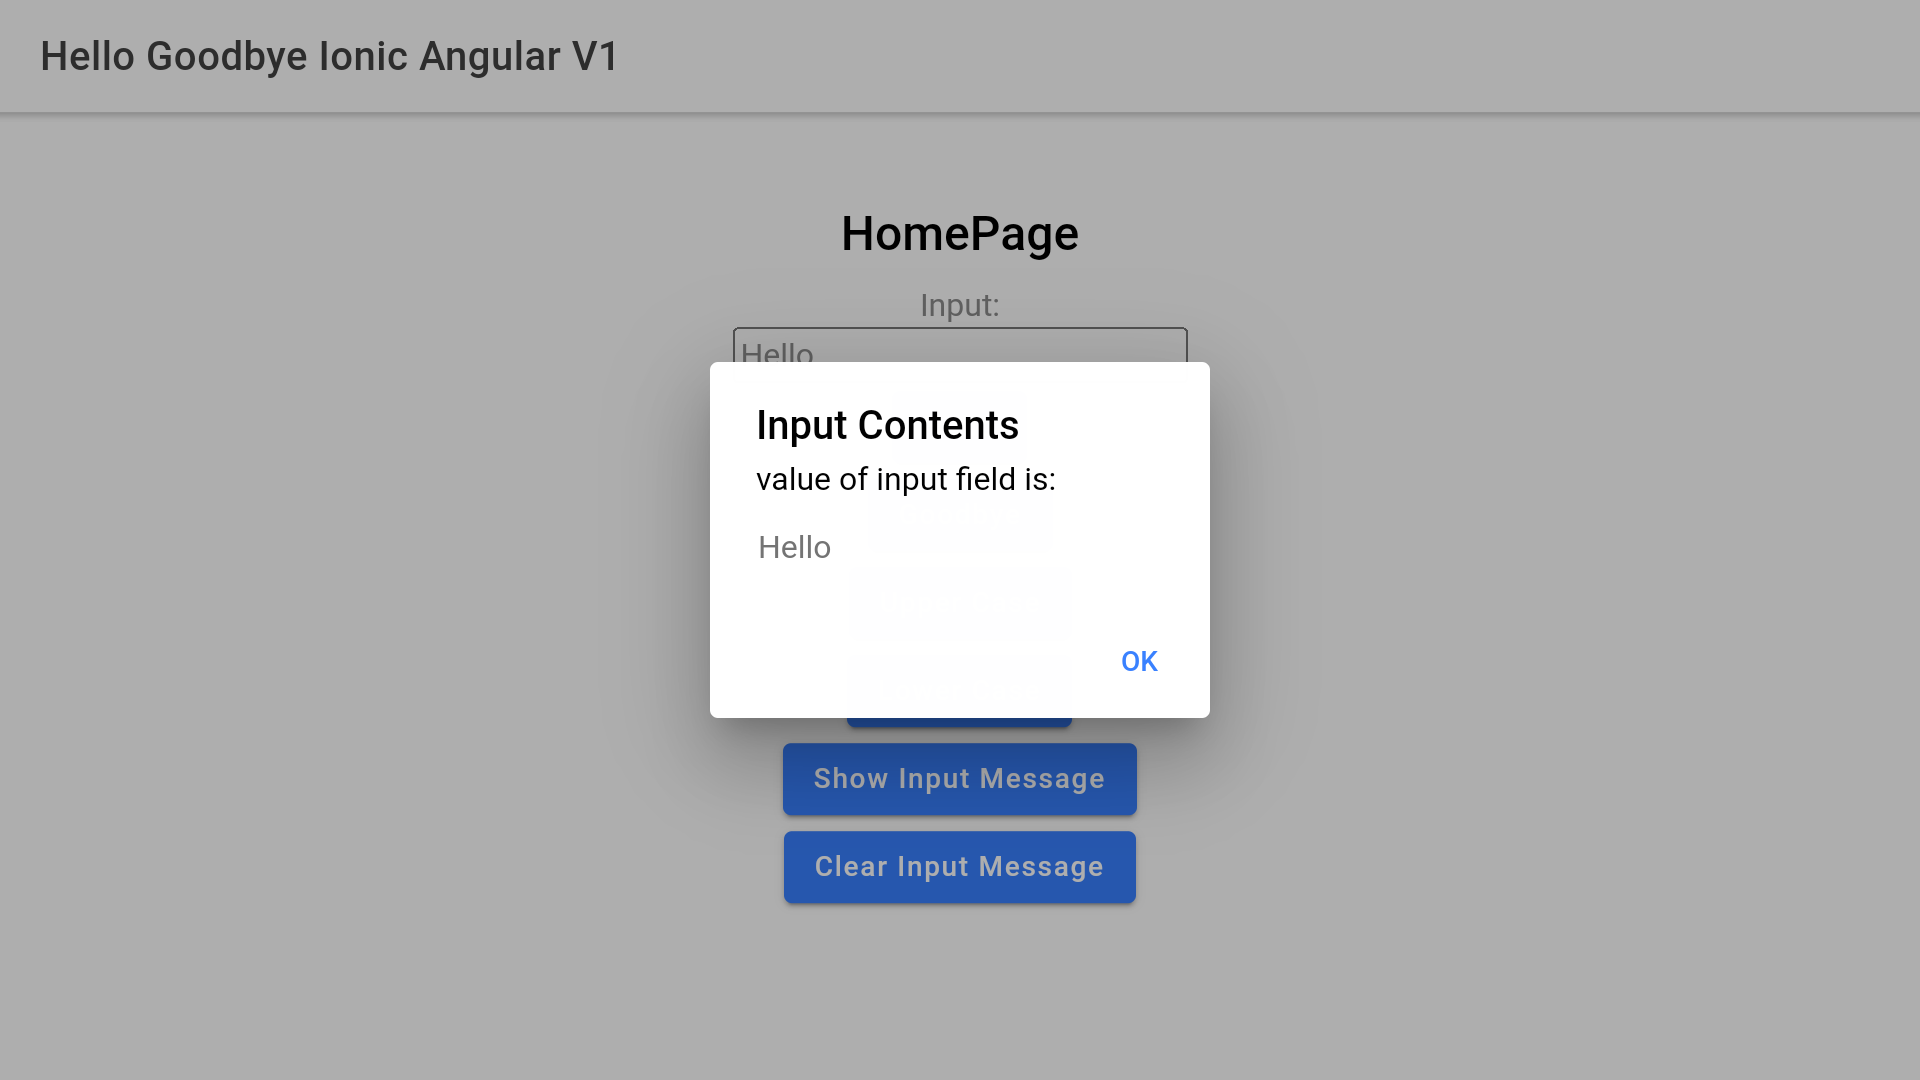 Hello Goodbye Ionic Angular V1
HomePage
Input:
Hello
Input Contents
value of input field is:
Hello
OK
Show Input Message
Clear Input Message